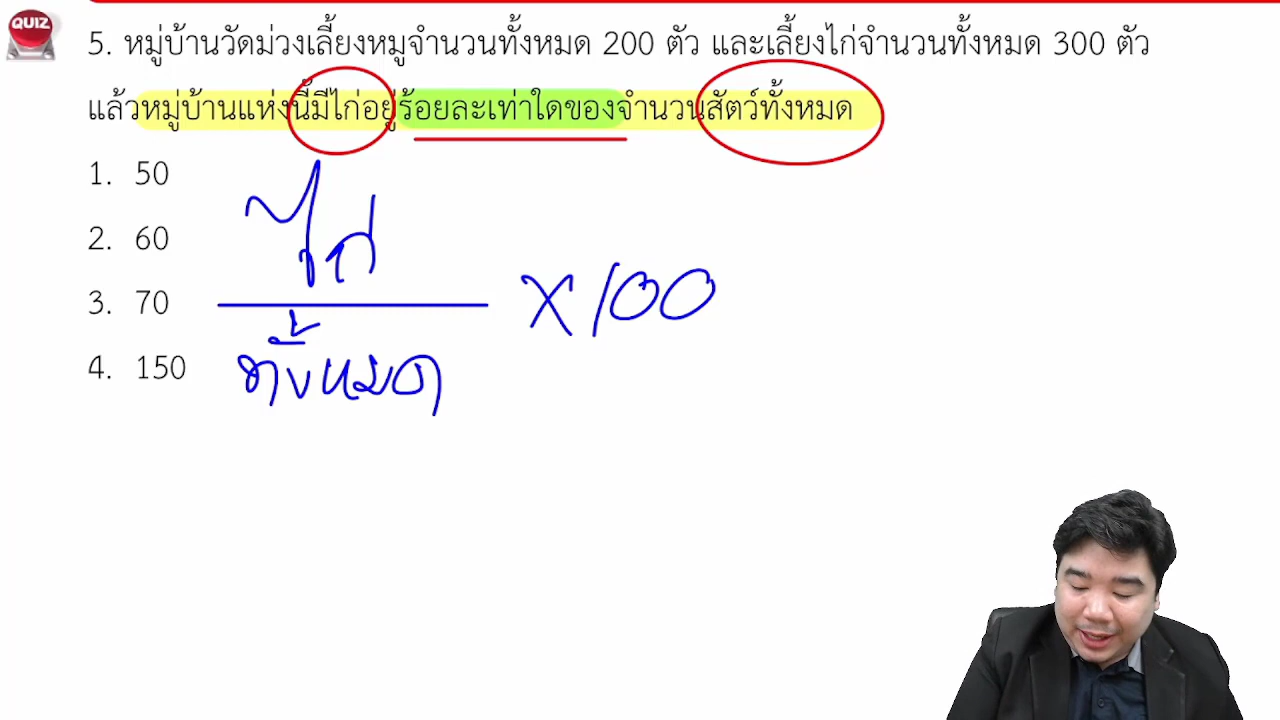 QUIZ
5. หมู่บ้านวัดม่วงเลี้ยงหมูจำนวนทั้งหมด 200 ตัว และเลี้ยงไก่จำนวนทั้งหมด 300 ตัว
แล้วหมู่บ้านแห่งนี้มีไก่อยู่ร้อยละเท่าใดของจำนวนสัตว์ทั้งหมด
1. 50
2. 60
3. 70
4. 150
ไก่
ทั้งหมด
x 100